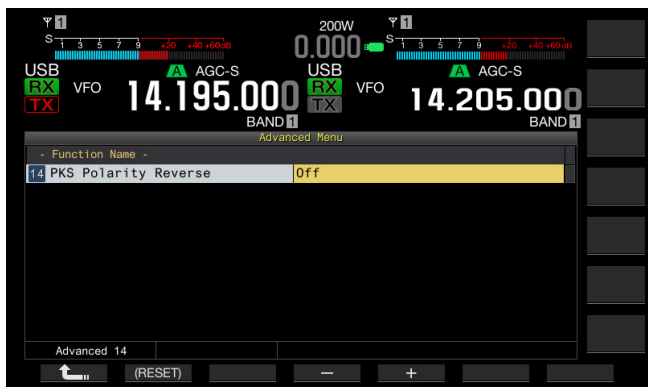 1 200W 1
S 1 3 5 7 9 +20 +40 +60dB 0.000 S 1 3 5 7 9 +20 +40 +60dB
USB A AGC-S USB A AGC-S
RX VFO 14.195.000 RX VFO 14.205.000
TX TX
BAND 1 BAND 1
Advanced Menu
- Function Name -
14 PKS Polarity Reverse Off
Advanced 14
(RESET) − +